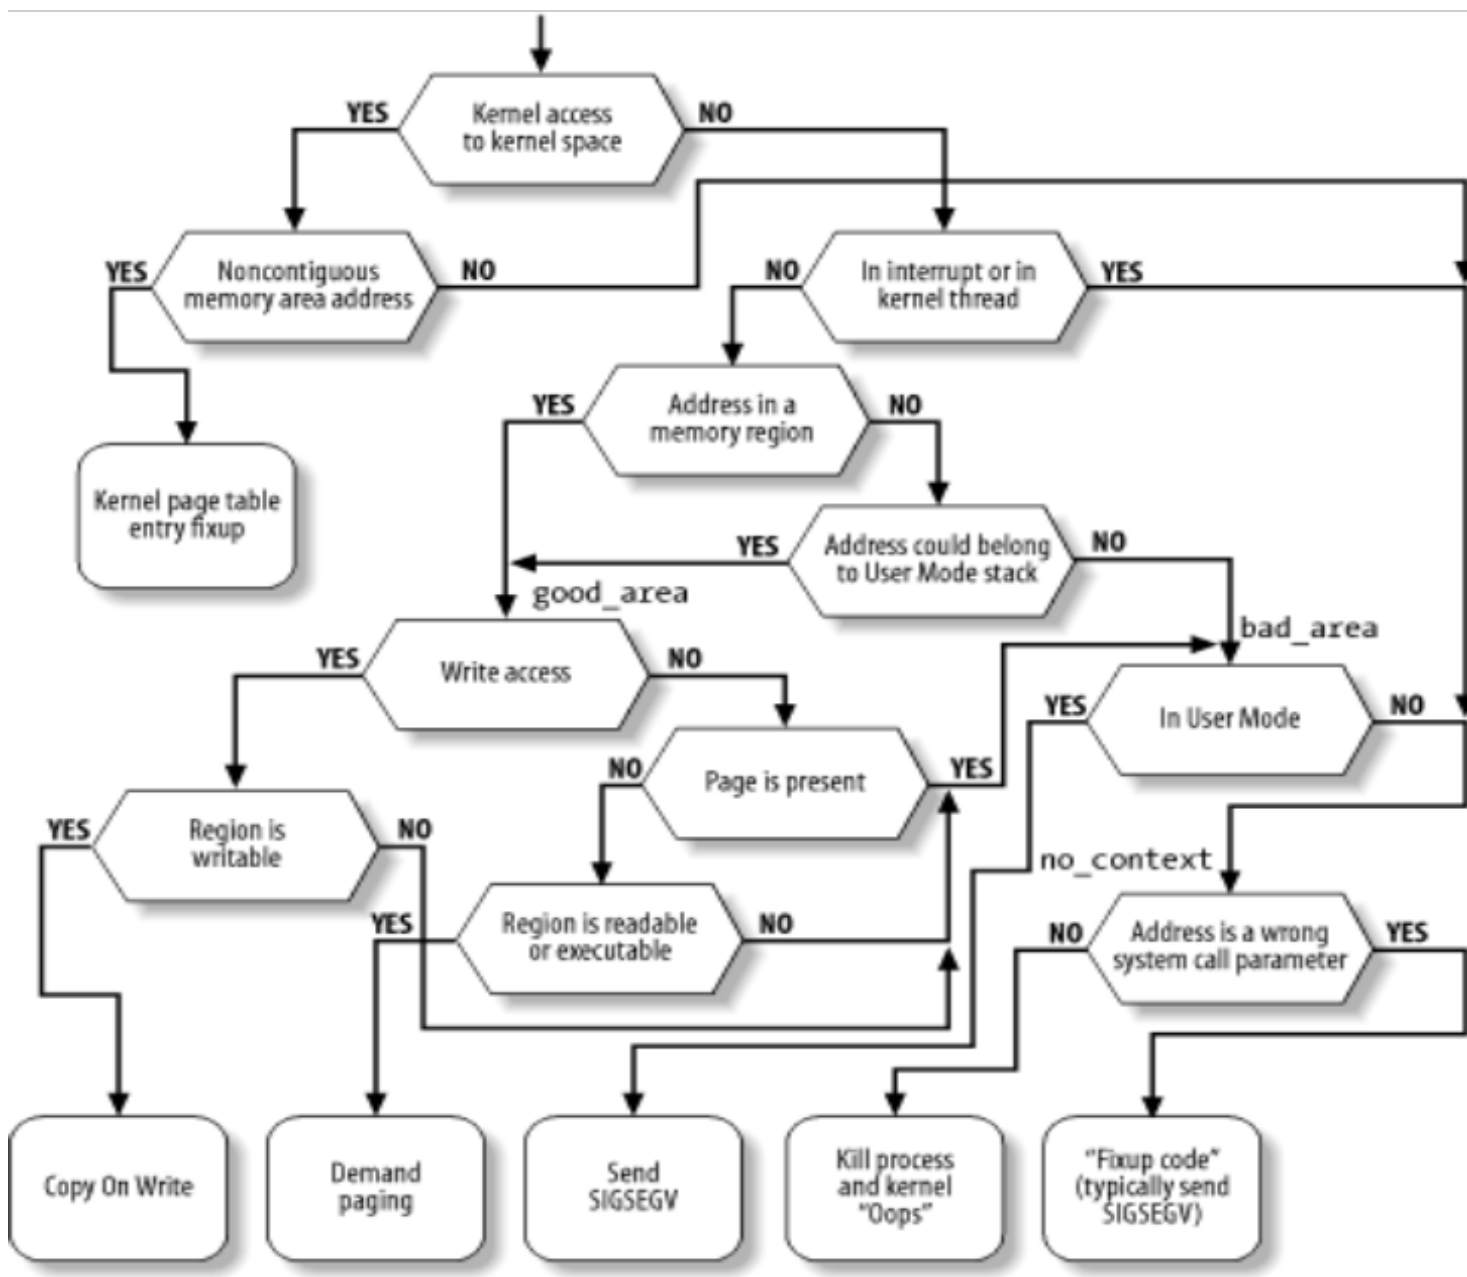 YES
Kernel access
to kernel space
NO
YES
Noncontiguous
memory area address
NO
NO
In interrupt or in
kernel thread
YES
YES
Address in a
memory region
NO
Kernel page table
entry fixup
YES
Address could belong
to User Mode stack
NO
good_area
bad_area
YES
Write access
NO
YES
In User Mode
NO
NO
Page is present
YES
YES
Region is
writable
NO
no_context
YES
Region is readable
or executable
NO
NO
Address is a wrong
system call parameter
YES
Copy On Write
Demand
paging
Send
SIGSEGV
Kill process
and kernel
“Oops”
“Fixup code”
(typically send
SIGSEGV)